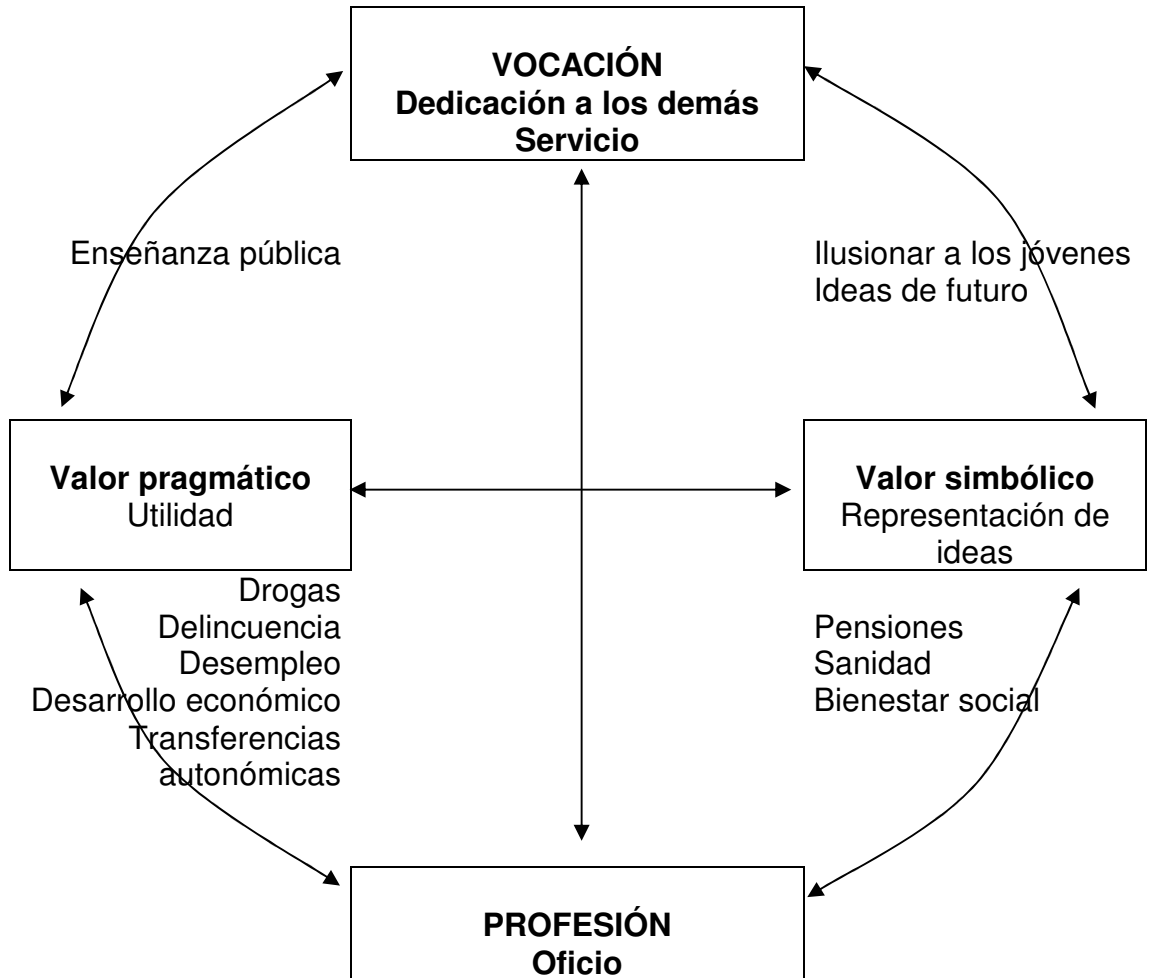 VOCACIÓN
Dedicación a los demás
Servicio
Enseñanza pública
Ilusionar a los jóvenes
Ideas de futuro
Valor pragmático
Utilidad
Valor simbólico
Representación de
ideas
Drogas
Delincuencia
Desempleo
Desarrollo económico
Transferencias
autonómicas
Pensiones
Sanidad
Bienestar social
PROFESIÓN
Oficio